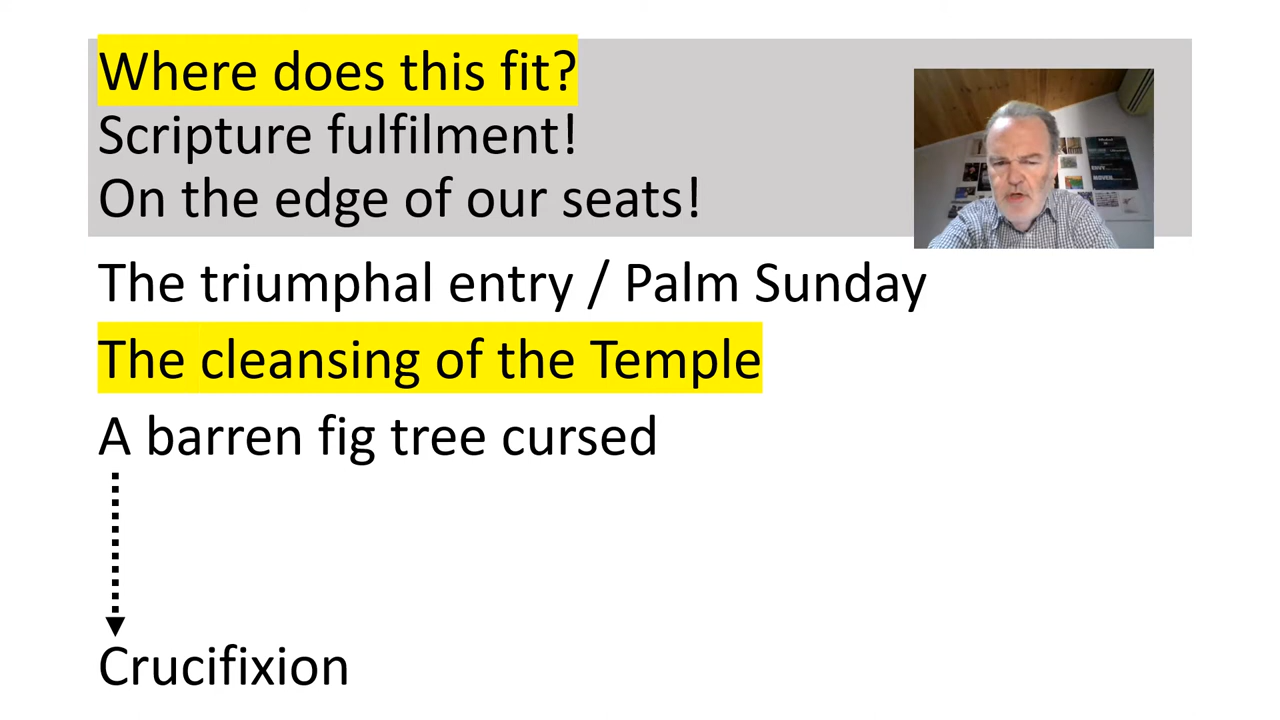 Where does this fit?
Scripture fulfilment!
On the edge of our seats!
The triumphal entry / Palm Sunday
The cleansing of the Temple
A barren fig tree cursed
Crucifixion